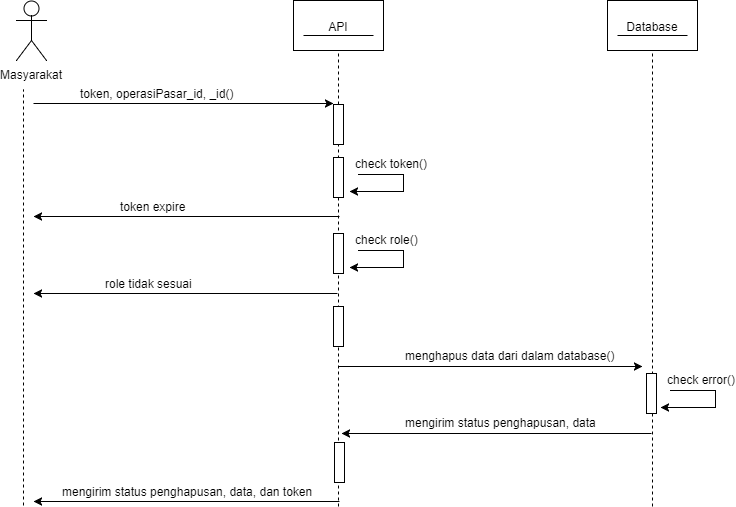 API
Database
Masyarakat
token, operasiPasar_id, _id()
check token()
token expire
check role()
role tidak sesuai
menghapus data dari dalam database()
check error()
mengirim status penghapusan, data
mengirim status penghapusan, data, dan token